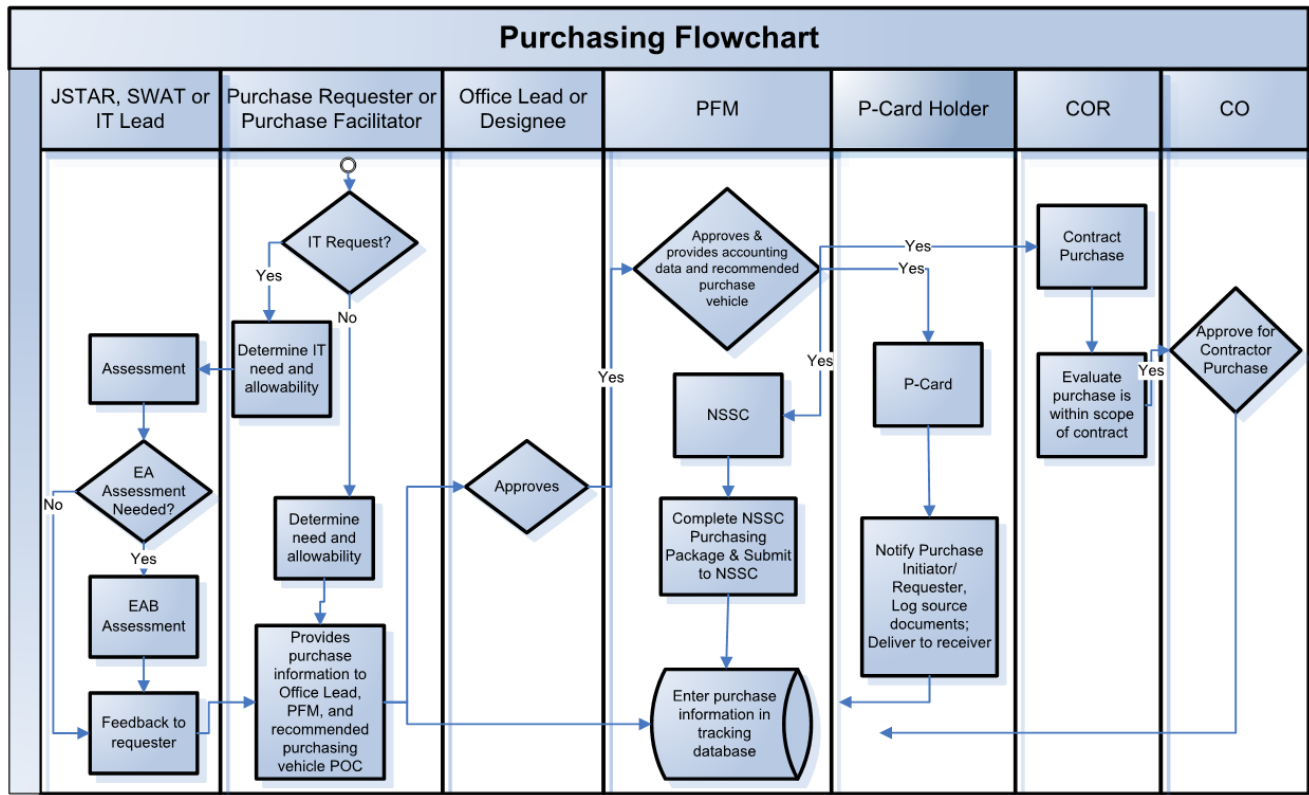 Purchasing Flowchart
JSTAR, SWAT or
IT Lead
Purchase Requester or
Purchase Facilitator
Office Lead or
Designee
PFM
P-Card Holder
COR
CO
IT Request?
Yes
No
Determine IT
need and
allowability
Assessment
EA
Assessment
Needed?
No
Yes
EAB
Assessment
Feedback to
requester
Determine
need and
allowability
Provides
purchase
information to
Office Lead,
PFM, and
recommended
purchasing
vehicle POC
Approves
Yes
Approves &
provides accounting
data and recommended
purchase
vehicle
Yes
Yes
Yes
NSSC
Complete NSSC
Purchasing
Package & Submit
to NSSC
Enter purchase
information in
tracking
database
P-Card
Notify Purchase
Initiator/
Requester,
Log source
documents;
Deliver to receiver
Contract
Purchase
Evaluate
purchase is
within scope
of contract
Yes
Approve for
Contractor
Purchase